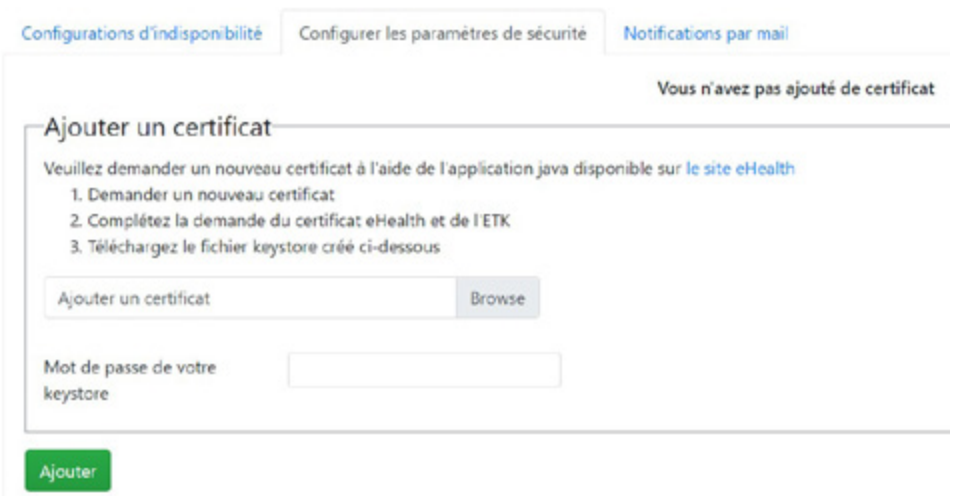 Configurations d'indisponibilité Configurer les paramètres de sécurité Notifications par mail
Vous n'avez pas ajouté de certificat
Ajouter un certificat
Veuillez demander un nouveau certificat à l'aide de l'application java disponible sur le site eHealth
1. Demander un nouveau certificat
2. Complétez la demande du certificat eHealth et de l'ETK
3. Téléchargez le fichier keystore créé ci-dessous
Ajouter un certificat Browse
Mot de passe de votre
keystore
Ajouter